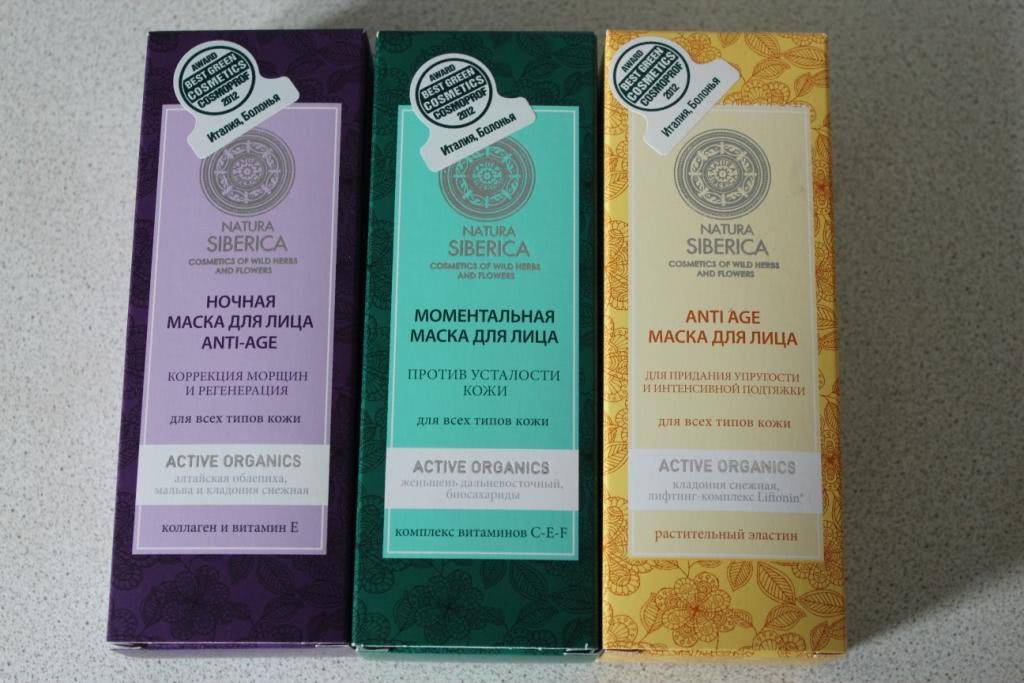 AWARD
BEST GREEN
COSMETICS
COSMOPROF
2012
Италия, Болонья
NATURA
SIBERICA
COSMETICS OF WILD HERBS
AND FLOWERS
НОЧНАЯ
МАСКА ДЛЯ ЛИЦА
ANTI-AGE
КОРРЕКЦИЯ МОРЩИН
И РЕГЕНЕРАЦИЯ
для всех типов кожи
ACTIVE ORGANICS
алтайская облепиха,
мальва и кладония снежная
коллаген и витамин Е
AWARD
BEST GREEN
COSMETICS
COSMOPROF
2012
Италия, Болонья
NATURA
SIBERICA
COSMETICS OF WILD HERBS
AND FLOWERS
МОМЕНТАЛЬНАЯ
МАСКА ДЛЯ ЛИЦА
ПРОТИВ УСТАЛОСТИ
КОЖИ
для всех типов кожи
ACTIVE ORGANICS
женьшень дальневосточный,
биосахариды
комплекс витаминов C-E-F
AWARD
BEST GREEN
COSMETICS
COSMOPROF
2012
Италия, Болонья
NATURA
SIBERICA
COSMETICS OF WILD HERBS
AND FLOWERS
ANTI AGE
МАСКА ДЛЯ ЛИЦА
ДЛЯ ПРИДАНИЯ УПРУГОСТИ
И ИНТЕНСИВНОЙ ПОДТЯЖКИ
для всех типов кожи
ACTIVE ORGANICS
кладония снежная,
лифтинг-комплекс Liftonin®
растительный эластин